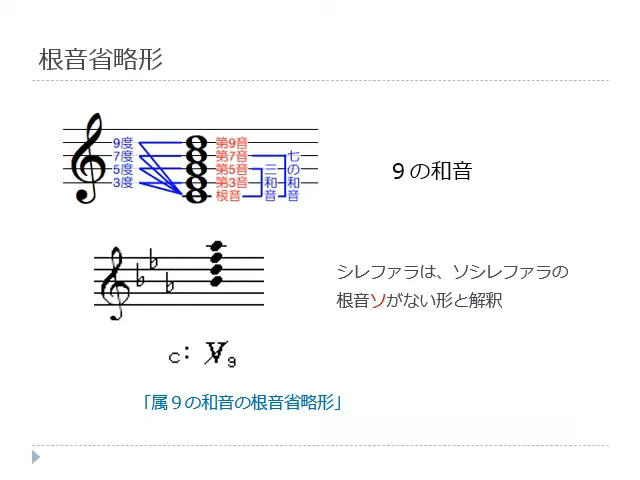 根音省略形
9度 第9音
7度 第7音 七
5度 第5音 三 の
3度 第3音 和 和
根音 音 音
９の和音
シレファラは、ソシレファラの
根音ソがない形と解釈
c: V9
「属９の和音の根音省略形」